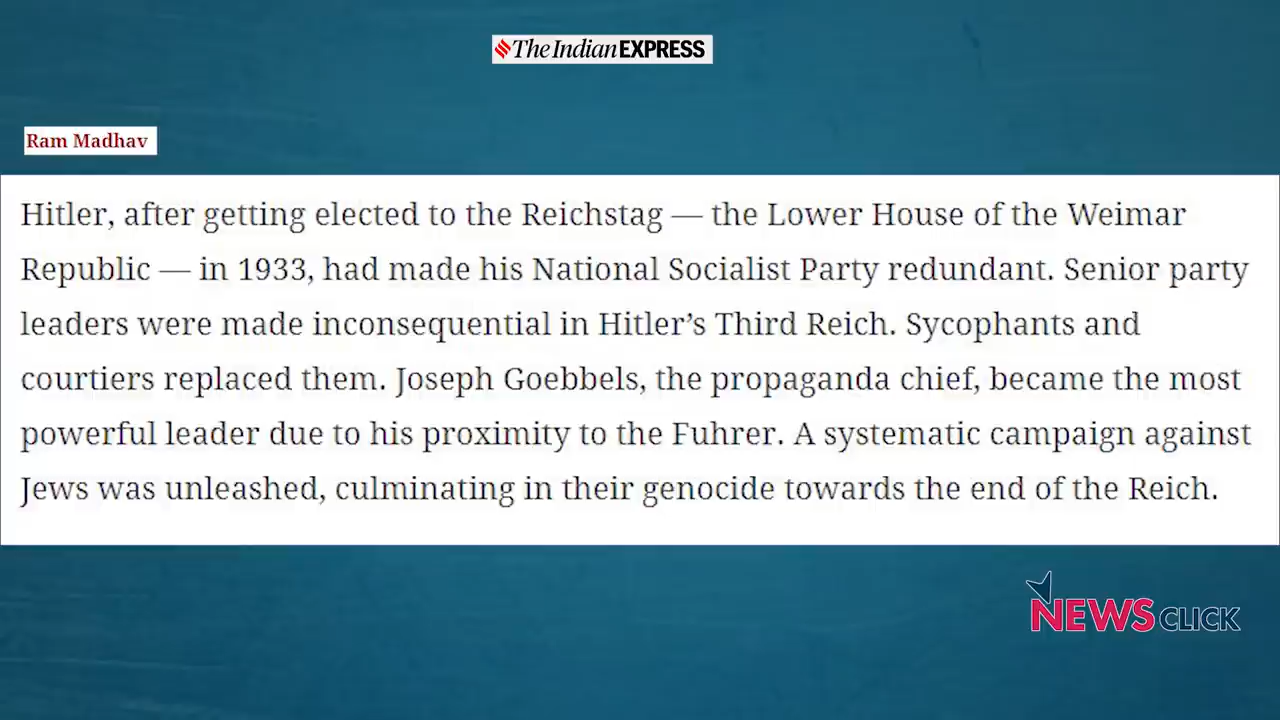 The Indian EXPRESS
Ram Madhav
Hitler, after getting elected to the Reichstag — the Lower House of the Weimar
Republic — in 1933, had made his National Socialist Party redundant. Senior party
leaders were made inconsequential in Hitler’s Third Reich. Sycophants and
courtiers replaced them. Joseph Goebbels, the propaganda chief, became the most
powerful leader due to his proximity to the Fuhrer. A systematic campaign against
Jews was unleashed, culminating in their genocide towards the end of the Reich.
NEWSCLICK